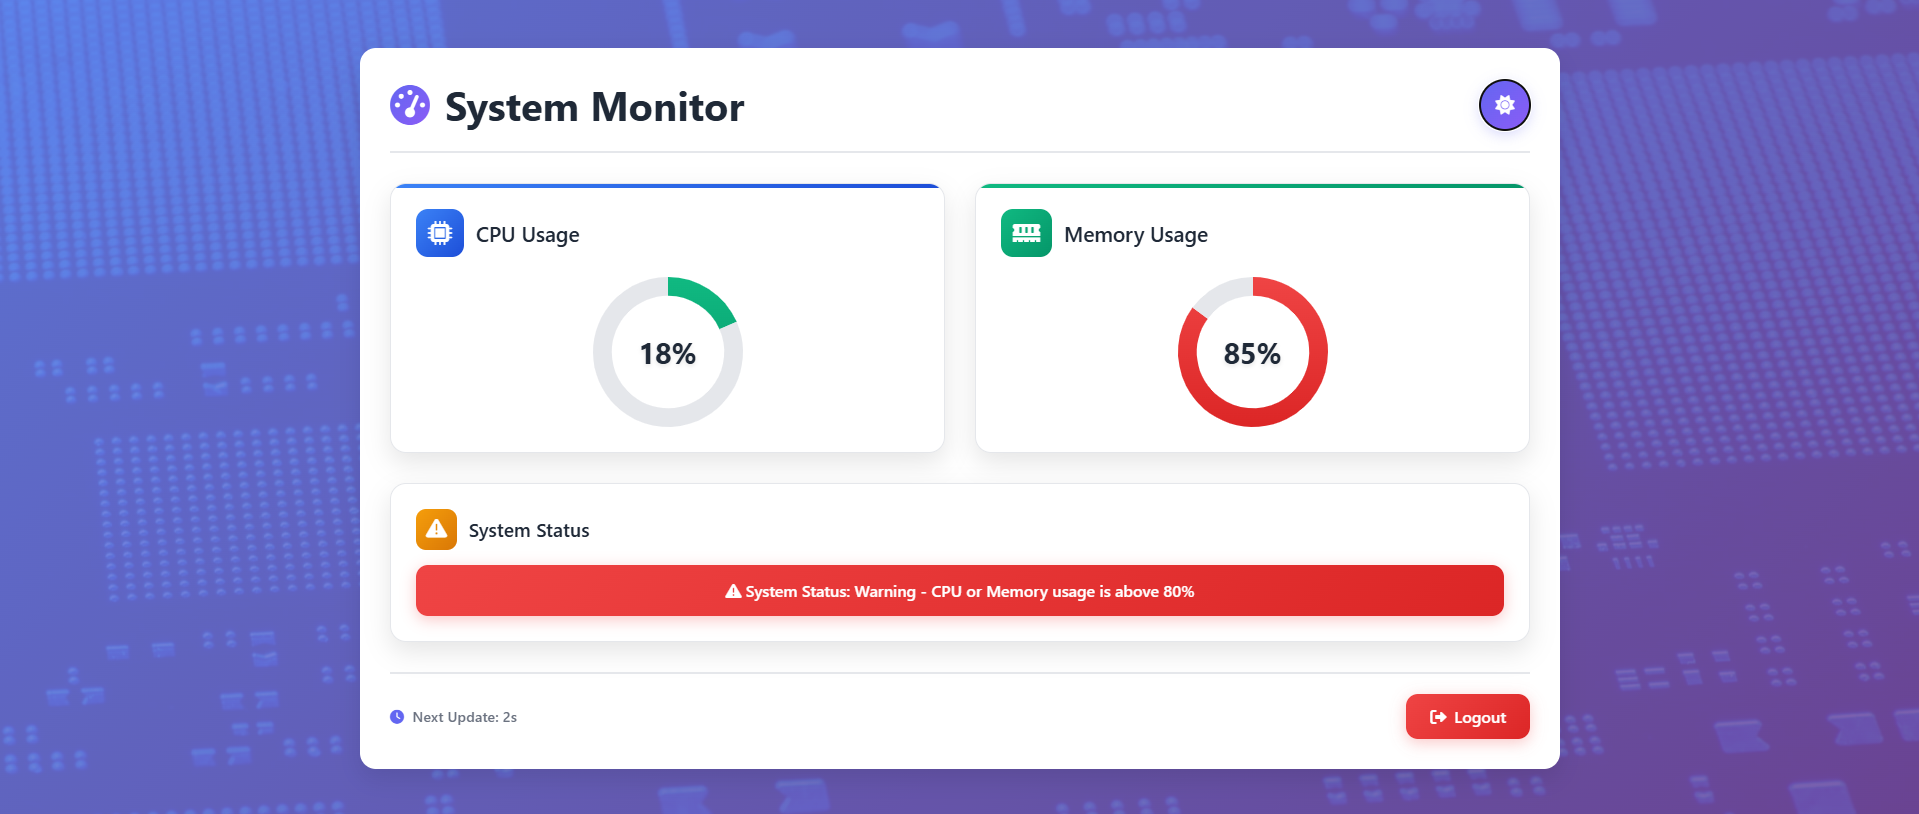 System Monitor
CPU Usage
18%
Memory Usage
85%
System Status
System Status: Warning - CPU or Memory usage is above 80%
Next Update: 2s
Logout